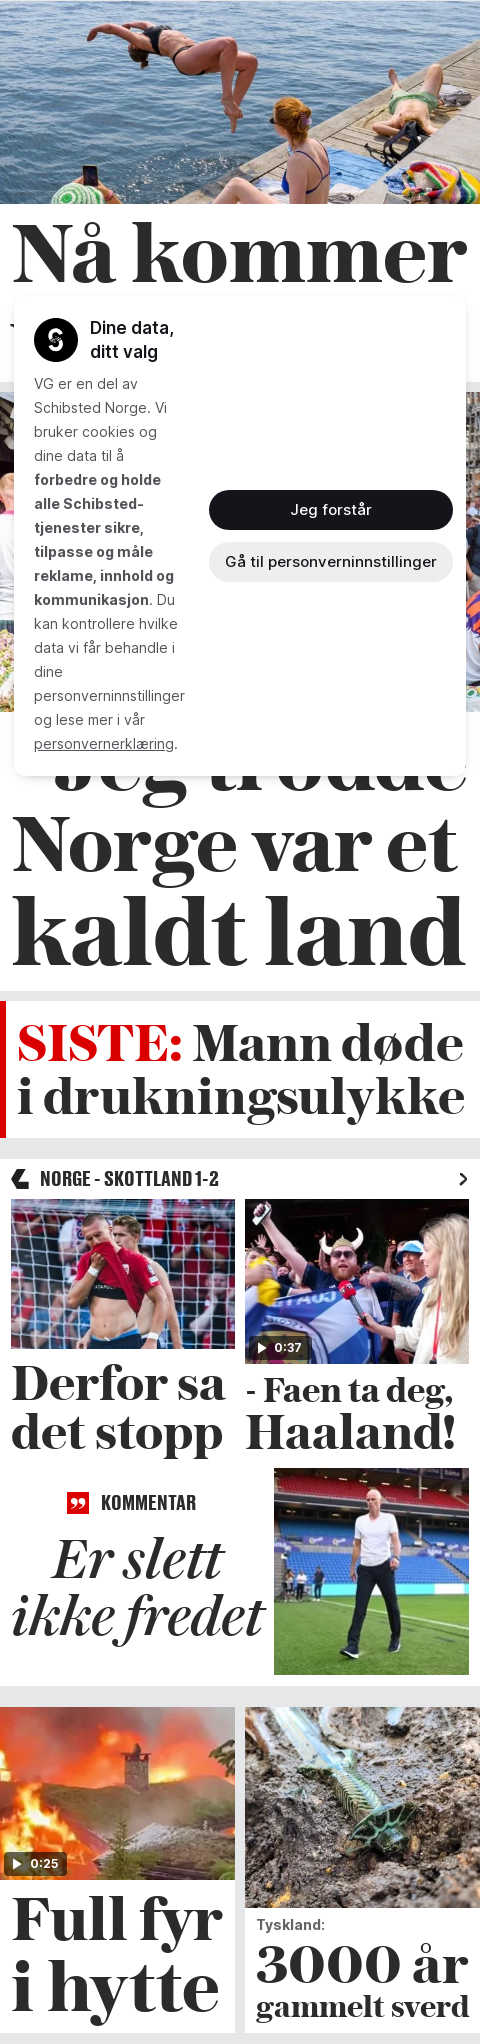 Nå kommer
Dine data,
ditt valg
VG er en del av
Schibsted Norge. Vi
bruker cookies og
dine data til å
forbedre og holde
alle Schibsted-
tjenester sikre,
tilpasse og måle
reklame, innhold og
kommunikasjon. Du
kan kontrollere hvilke
data vi får behandle i
dine
personverninnstillinger
og lese mer i vår
personvernerklæring.
Jeg forstår
Gå til personverninnstillinger
Jeg trodde
Norge var et
kaldt land
SISTE: Mann døde
i drukningsulykke
NORGE - SKOTTLAND 1-2
0:37
Derfor sa
det stopp
- Faen ta deg,
Haaland!
KOMMENTAR
Er slett
ikke fredet
0:25
Full fyr
i hytte
Tyskland:
3000 år
gammelt sverd